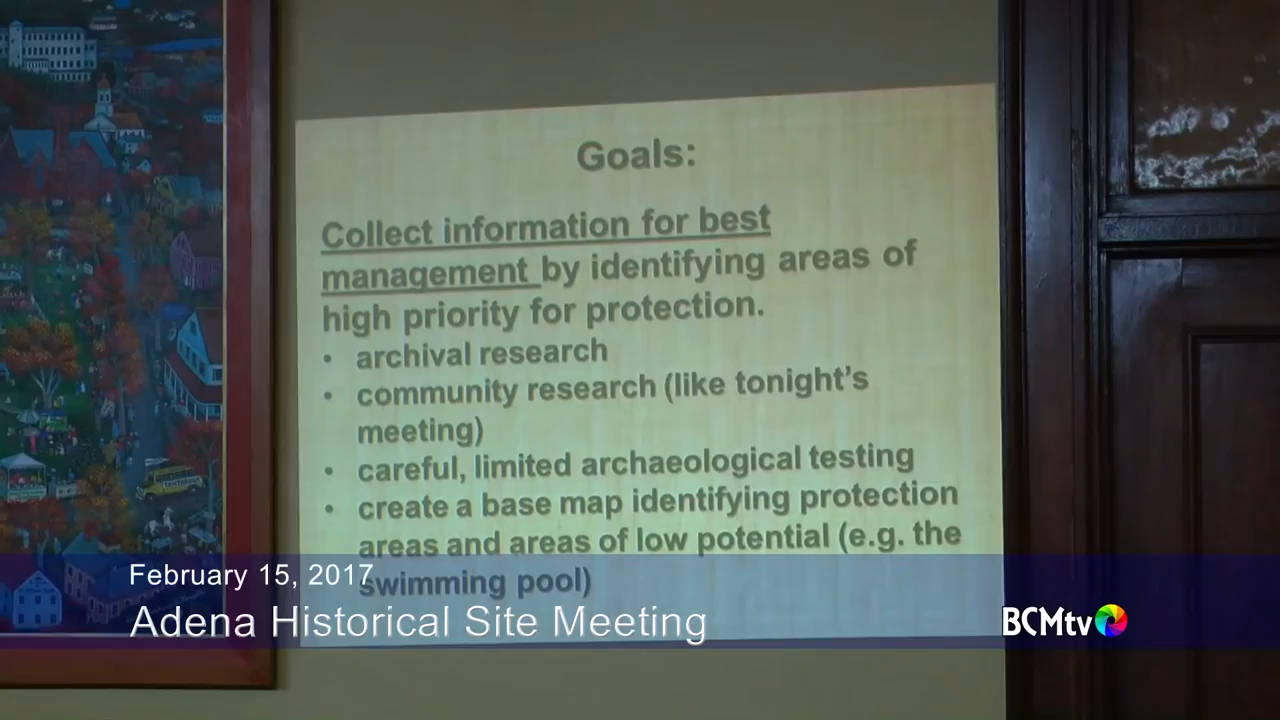 Goals:
Collect information for best
management by identifying areas of
high priority for protection.
• archival research
• community research (like tonight's
meeting)
• careful, limited archaeological testing
• create a base map identifying protection
areas and areas of low potential (e.g. the
swimming pool)
February 15, 2017
Adena Historical Site Meeting
BCMtv